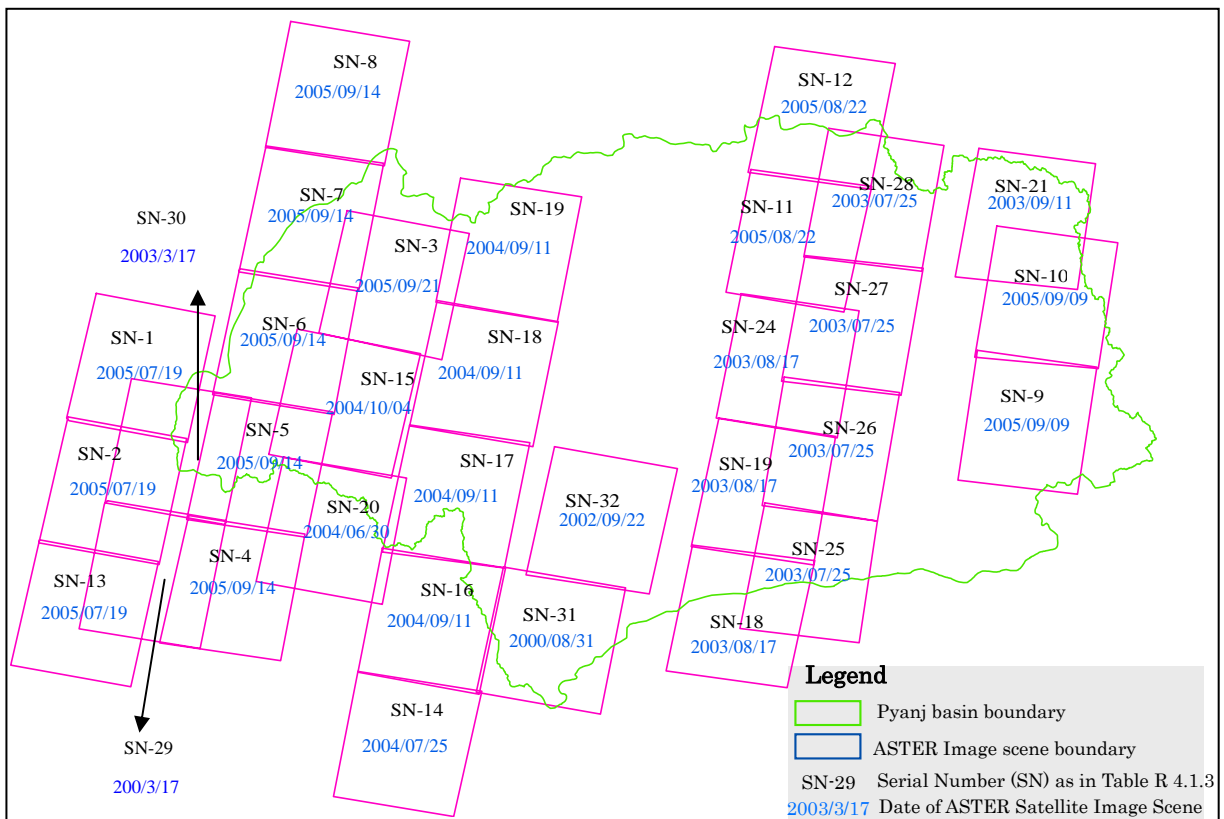 SN-8
2005/09/14
SN-12
2005/08/22
SN-7
2005/09/14
SN-19
2004/09/11
SN-28
2003/07/25
SN-21
2003/09/11
SN-30
2003/3/17
SN-3
2005/09/21
SN-11
2005/08/22
SN-10
2005/09/09
SN-1
2005/07/19
SN-6
2005/09/14
SN-18
2004/09/11
SN-27
2003/07/25
SN-24
2003/08/17
SN-15
2004/10/04
SN-9
2005/09/09
SN-5
2005/09/14
SN-26
2003/07/25
SN-2
2005/07/19
SN-17
2004/09/11
SN-19
2003/08/17
SN-20
2004/06/30
SN-32
2002/09/22
SN-4
2005/09/14
SN-25
2003/07/25
SN-13
2005/07/19
SN-16
2004/09/11
SN-31
2000/08/31
SN-18
2003/08/17
SN-14
2004/07/25
SN-29
200/3/17
Legend
Pyanj basin boundary
ASTER Image scene boundary
SN-29 Serial Number (SN) as in Table R 4.1.3
2003/3/17 Date of ASTER Satellite Image Scene